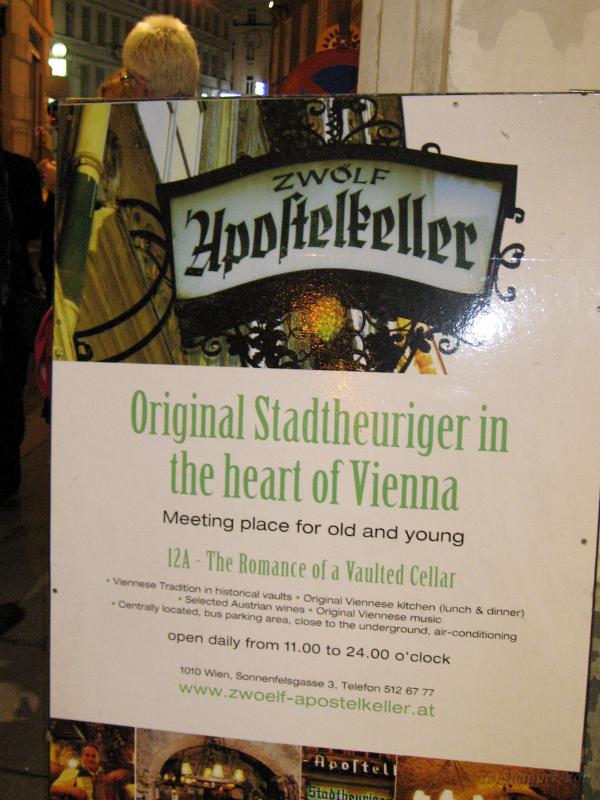 ZWÖLF
Apostelkeller
Original Stadtheuriger in
the heart of Vienna
Meeting place for old and young
12A - The Romance of a Vaulted Cellar
• Viennese Tradition in historical vaults • Original Viennese kitchen (lunch & dinner)
• Selected Austrian wines • Original Viennese music
• Centrally located, bus parking area, close to the underground, air-conditioning
open daily from 11.00 to 24.00 o'clock
1010 Wien, Sonnenfelsgasse 3, Telefon 512 67 77
www.zwoelf-apostelkeller.at
Apostell
Stadtheuriger